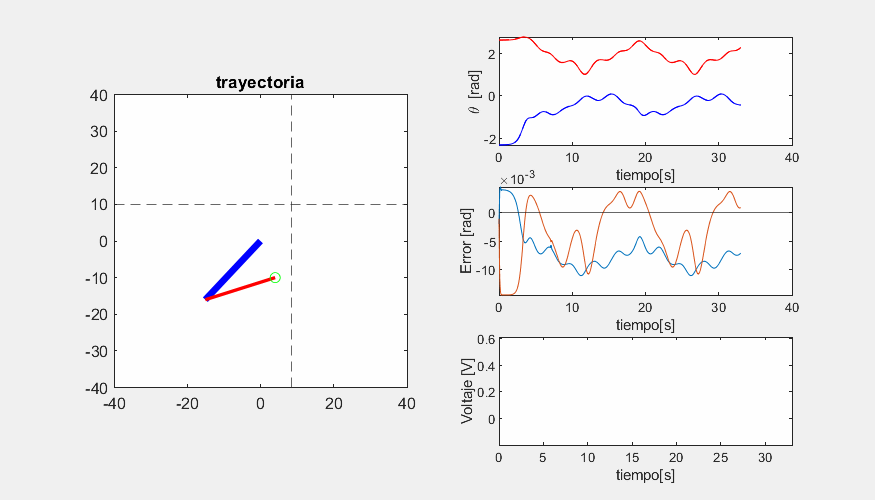 trayectoria
40
30
20
10
0
-10
-20
-30
-40
-40 -20 0 20 40
θ [rad]
2
0
-2
0 10 20 30 40
tiempo[s]
×10⁻³
Error [rad]
0
-5
-10
0 10 20 30 40
tiempo[s]
Voltaje [V]
0.6
0.4
0.2
0
0 5 10 15 20 25 30
tiempo[s]